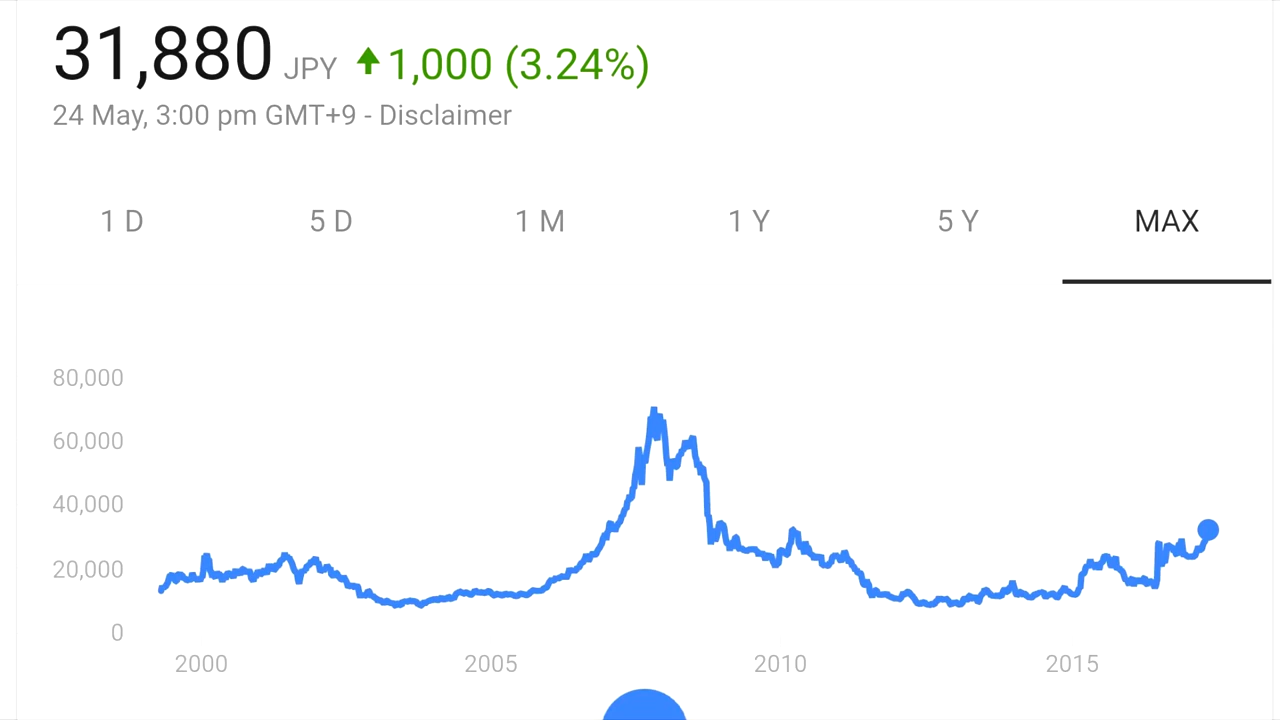 31,880 JPY ↑ 1,000 (3.24%)
24 May, 3:00 pm GMT+9 - Disclaimer
1 D 5 D 1 M 1 Y 5 Y MAX
80,000
60,000
40,000
20,000
0
2000 2005 2010 2015